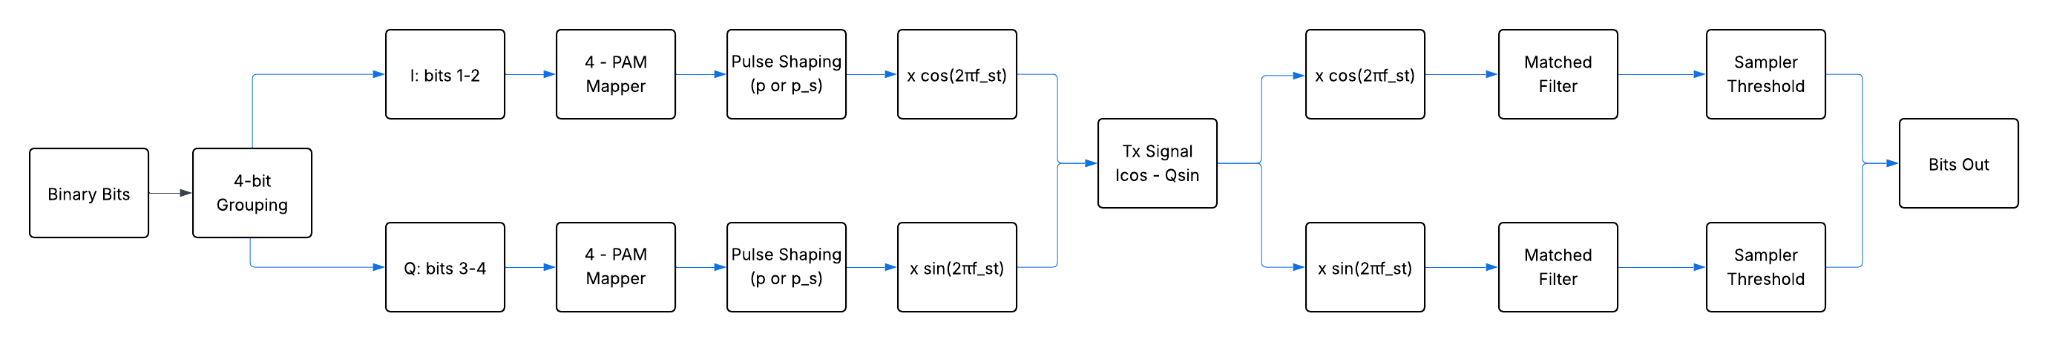 Binary Bits
4-bit
Grouping
I: bits 1-2
4 - PAM
Mapper
Pulse Shaping
(p or p_s)
x cos(2πf_st)
Q: bits 3-4
4 - PAM
Mapper
Pulse Shaping
(p or p_s)
x sin(2πf_st)
Tx Signal
Icos - Qsin
x cos(2πf_st)
Matched
Filter
Sampler
Threshold
x sin(2πf_st)
Matched
Filter
Sampler
Threshold
Bits Out